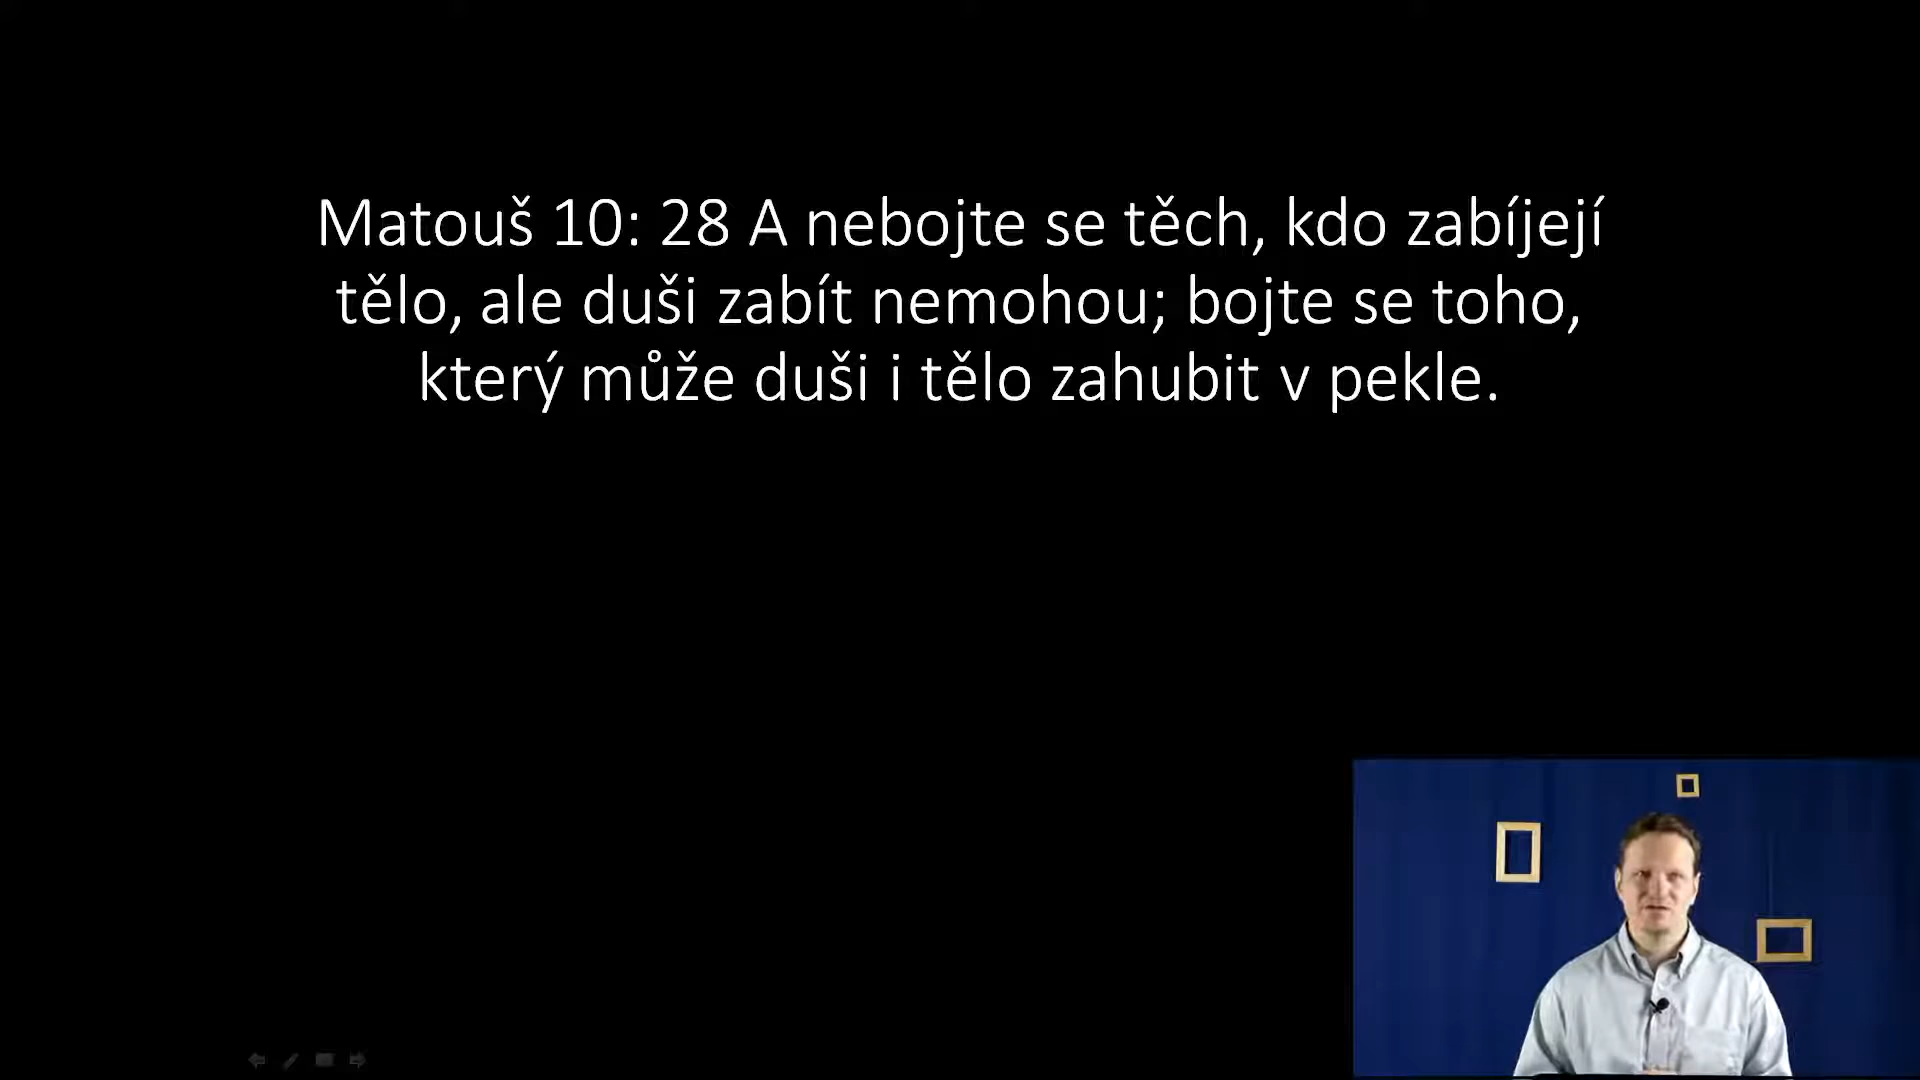 Matouš 10: 28 A nebojte se těch, kdo zabíjejí
tělo, ale duši zabít nemohou; bojte se toho,
který může duši i tělo zahubit v pekle.